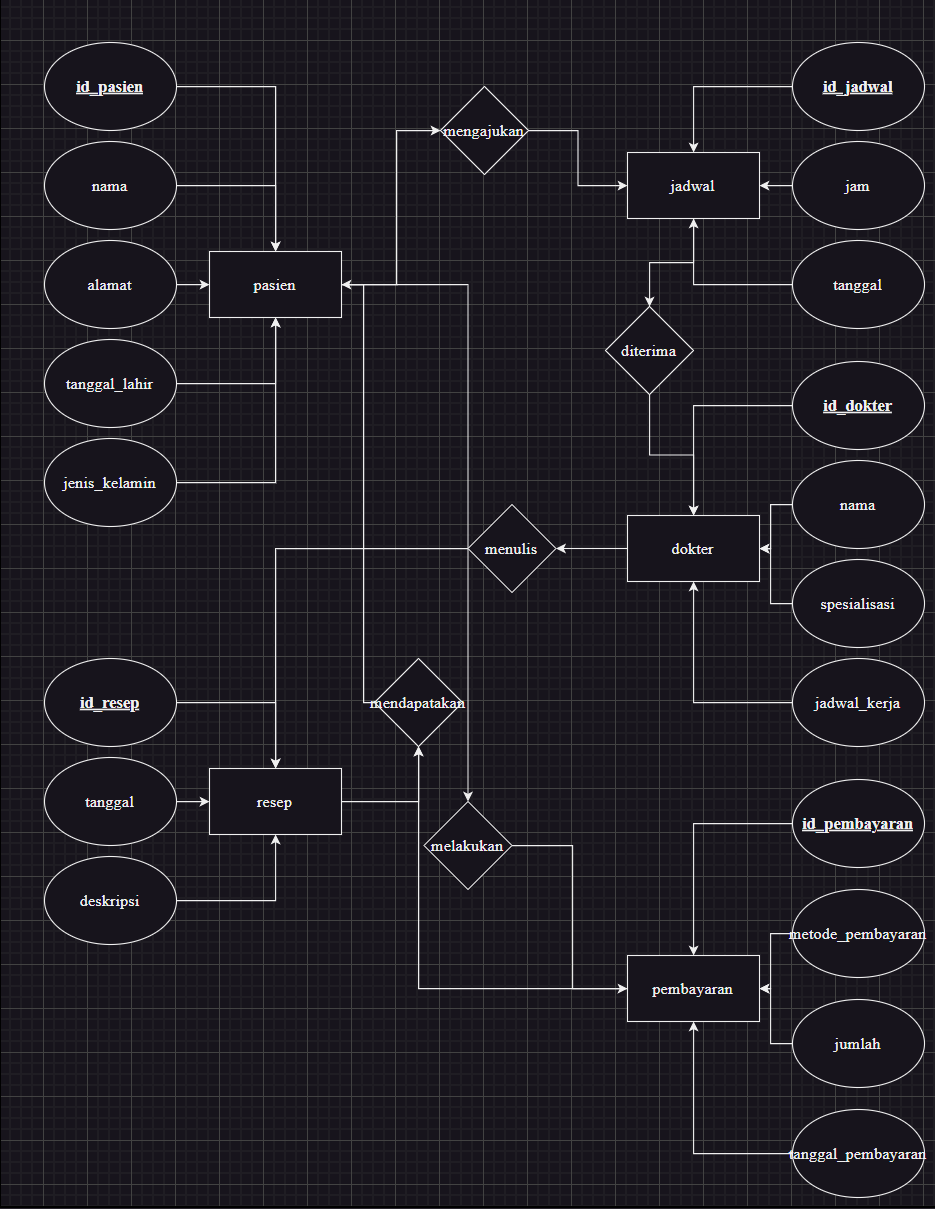 id_pasien
nama
alamat
tanggal_lahir
jenis_kelamin
pasien
mengajukan
id_jadwal
jadwal
jam
tanggal
diterima
id_dokter
nama
menulis
dokter
spesialisasi
jadwal_kerja
id_resep
mendapatakan
tanggal
resep
deskripsi
melakukan
id_pembayaran
metode_pembayaran
pembayaran
jumlah
tanggal_pembayaran